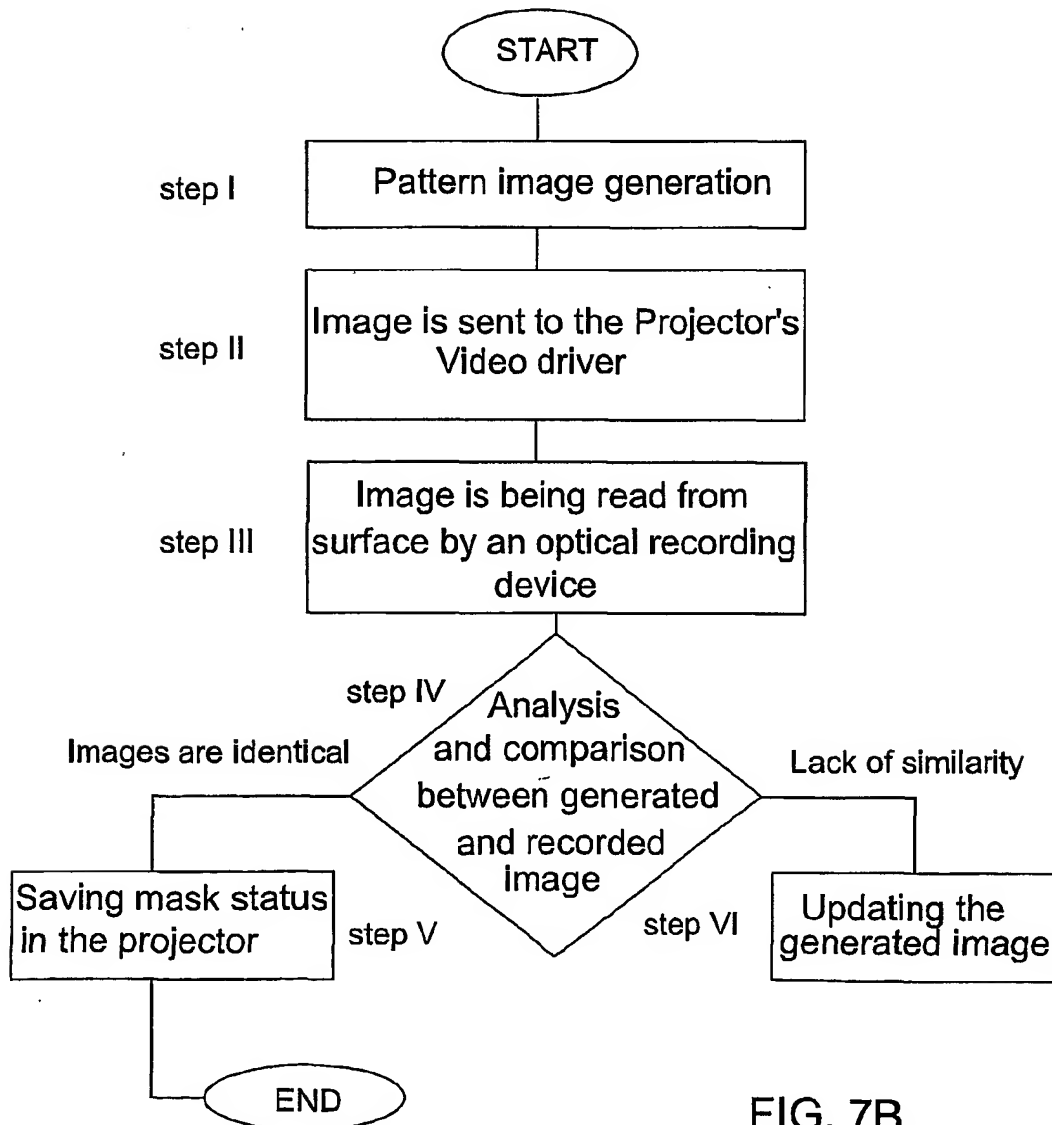 START
step I
Pattern image generation
step II
Image is sent to the Projector's
Video driver
step III
Image is being read from
surface by an optical recording
device
step IV
Analysis
and comparison
between generated
and recorded
image
Images are identical
Lack of similarity
Saving mask status
in the projector
step V
step VI
Updating the
generated image
END
FIG. 7B